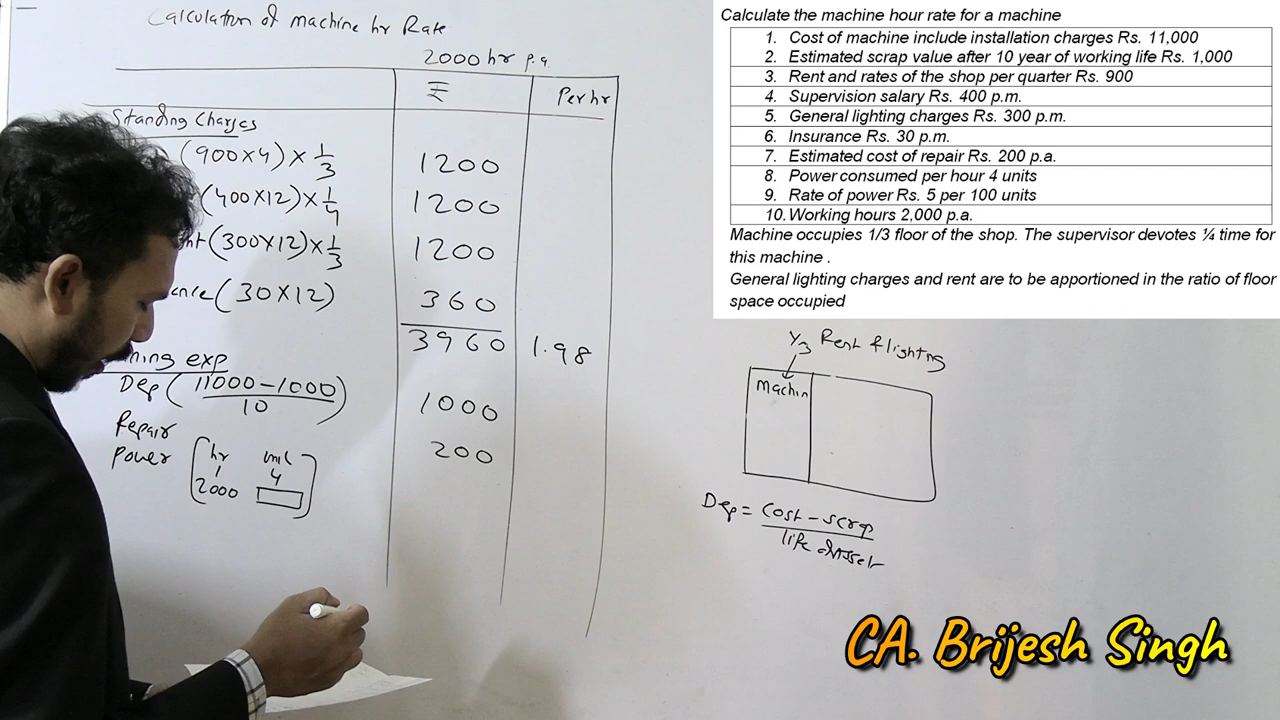 Calculation of machine hr Rate
2000 hr p.a
₹ Per hr
Standing Charges
(900×4) × 1/3 1200
(400×12) × 1/4 1200
(300×12) × 1/3 1200
(30×12) 360
3960 1.98
exp
Dep ( 11000 - 1000 / 10 ) 1000
Repair 200
Power [ hr unit
1 4
2000 ]
Calculate the machine hour rate for a machine
1. Cost of machine include installation charges Rs. 11,000
2. Estimated scrap value after 10 year of working life Rs. 1,000
3. Rent and rates of the shop per quarter Rs. 900
4. Supervision salary Rs. 400 p.m.
5. General lighting charges Rs. 300 p.m.
6. Insurance Rs. 30 p.m.
7. Estimated cost of repair Rs. 200 p.a.
8. Power consumed per hour 4 units
9. Rate of power Rs. 5 per 100 units
10. Working hours 2,000 p.a.
Machine occupies 1/3 floor of the shop. The supervisor devotes ¼ time for
this machine .
General lighting charges and rent are to be apportioned in the ratio of floor
space occupied
1/3 Rent & lighting
Machin
Dep = Cost - scrap
life of Asset
CA. Brijesh Singh